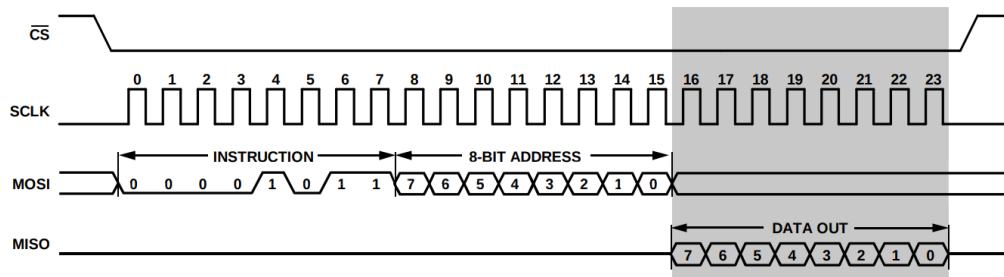 CS
0 1 2 3 4 5 6 7 8 9 10 11 12 13 14 15 16 17 18 19 20 21 22 23
SCLK
INSTRUCTION 8-BIT ADDRESS
MOSI 0 0 0 0 1 0 1 1 7 6 5 4 3 2 1 0
DATA OUT
MISO
7 6 5 4 3 2 1 0